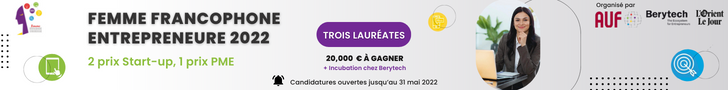 FEMME FRANCOPHONE
ENTREPRENEURE 2022
2 prix Start-up, 1 prix PME
TROIS LAURÉATES
20,000 € À GAGNER
+ Incubation chez Berytech
Candidatures ouvertes jusqu'au 31 mai 2022
Organisé par
AUF
Berytech
L'Orient
Le Jour